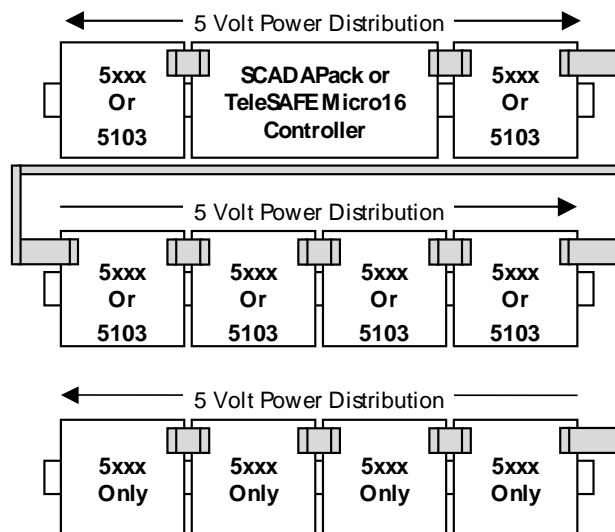 5 Volt Power Distribution
5xxx
Or
5103
SCADAPack or
TeleSAFE Micro16
Controller
5xxx
Or
5103
5 Volt Power Distribution
5xxx
Or
5103
5xxx
Or
5103
5xxx
Or
5103
5xxx
Or
5103
5 Volt Power Distribution
5xxx
Only
5xxx
Only
5xxx
Only
5xxx
Only